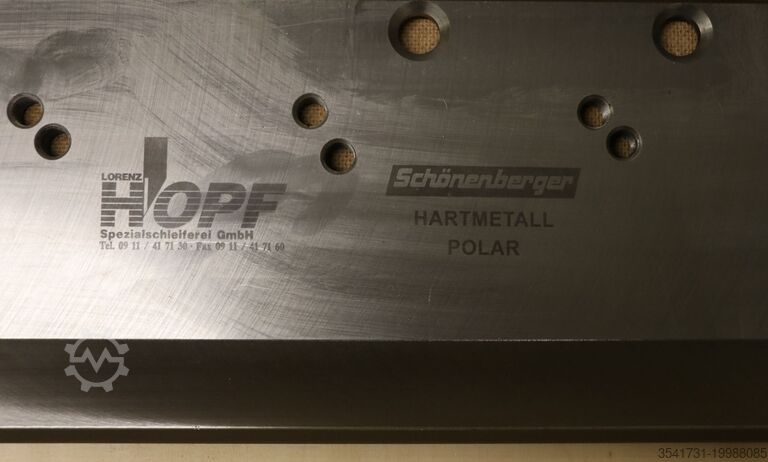 LORENZ
HOPF
Spezialschleiferei GmbH
Tel. 09 11 / 41 71 30 · Fax 09 11 / 41 71 60
Schönenberger
HARTMETALL
POLAR
3541731-19988085